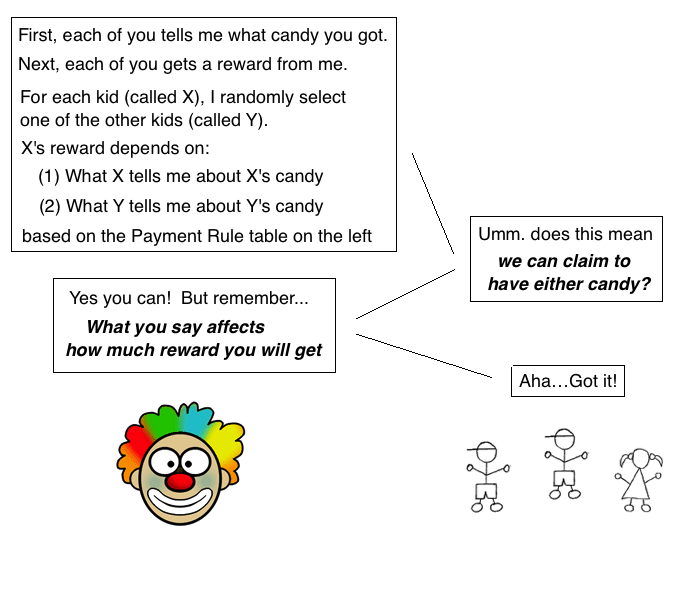 First, each of you tells me what candy you got.
Next, each of you gets a reward from me.
For each kid (called X), I randomly select
one of the other kids (called Y).
X's reward depends on:
(1) What X tells me about X's candy
(2) What Y tells me about Y's candy
based on the Payment Rule table on the left
Umm. does this mean
we can claim to
have either candy?
Yes you can!  But remember...
What you say affects
how much reward you will get
Aha…Got it!